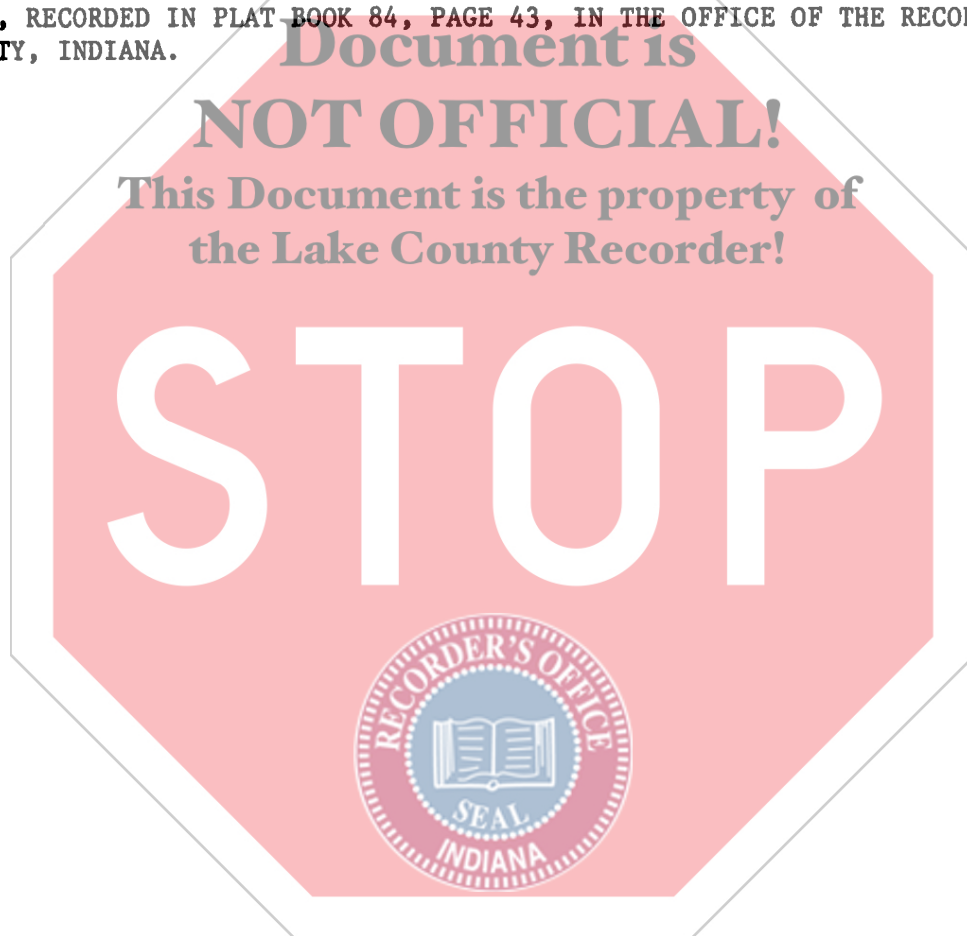 , RECORDED IN PLAT BOOK 84, PAGE 43, IN THE OFFICE OF THE
TY, INDIANA.
Document is
NOT OFFICIAL!
This Document is the property of
the Lake County Recorder!
STOP
RECORDER'S OFFICE
SEAL
INDIANA